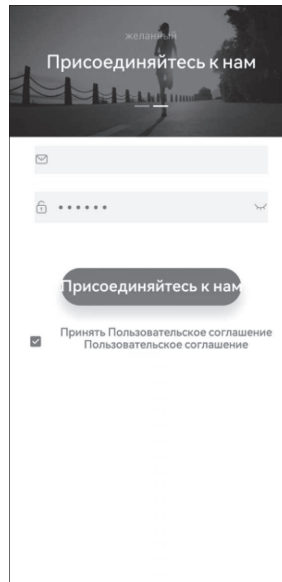 желанный
Присоединяйтесь к нам
••••••
Присоединяйтесь к нам
Принять Пользовательское соглашение
Пользовательское соглашение